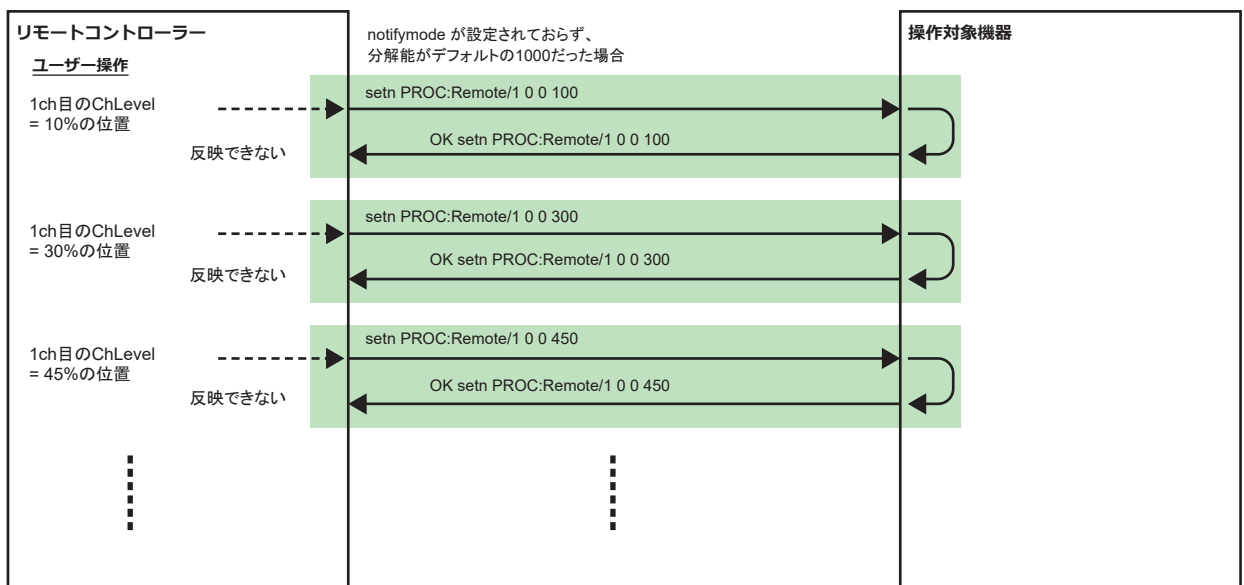 リモートコントローラー
ユーザー操作
notifymode が設定されておらず、
分解能がデフォルトの1000だった場合
操作対象機器
1ch目のChLevel
= 10%の位置
setn PROC:Remote/1 0 0 100
OK setn PROC:Remote/1 0 0 100
反映できない
1ch目のChLevel
= 30%の位置
setn PROC:Remote/1 0 0 300
OK setn PROC:Remote/1 0 0 300
反映できない
1ch目のChLevel
= 45%の位置
setn PROC:Remote/1 0 0 450
OK setn PROC:Remote/1 0 0 450
反映できない